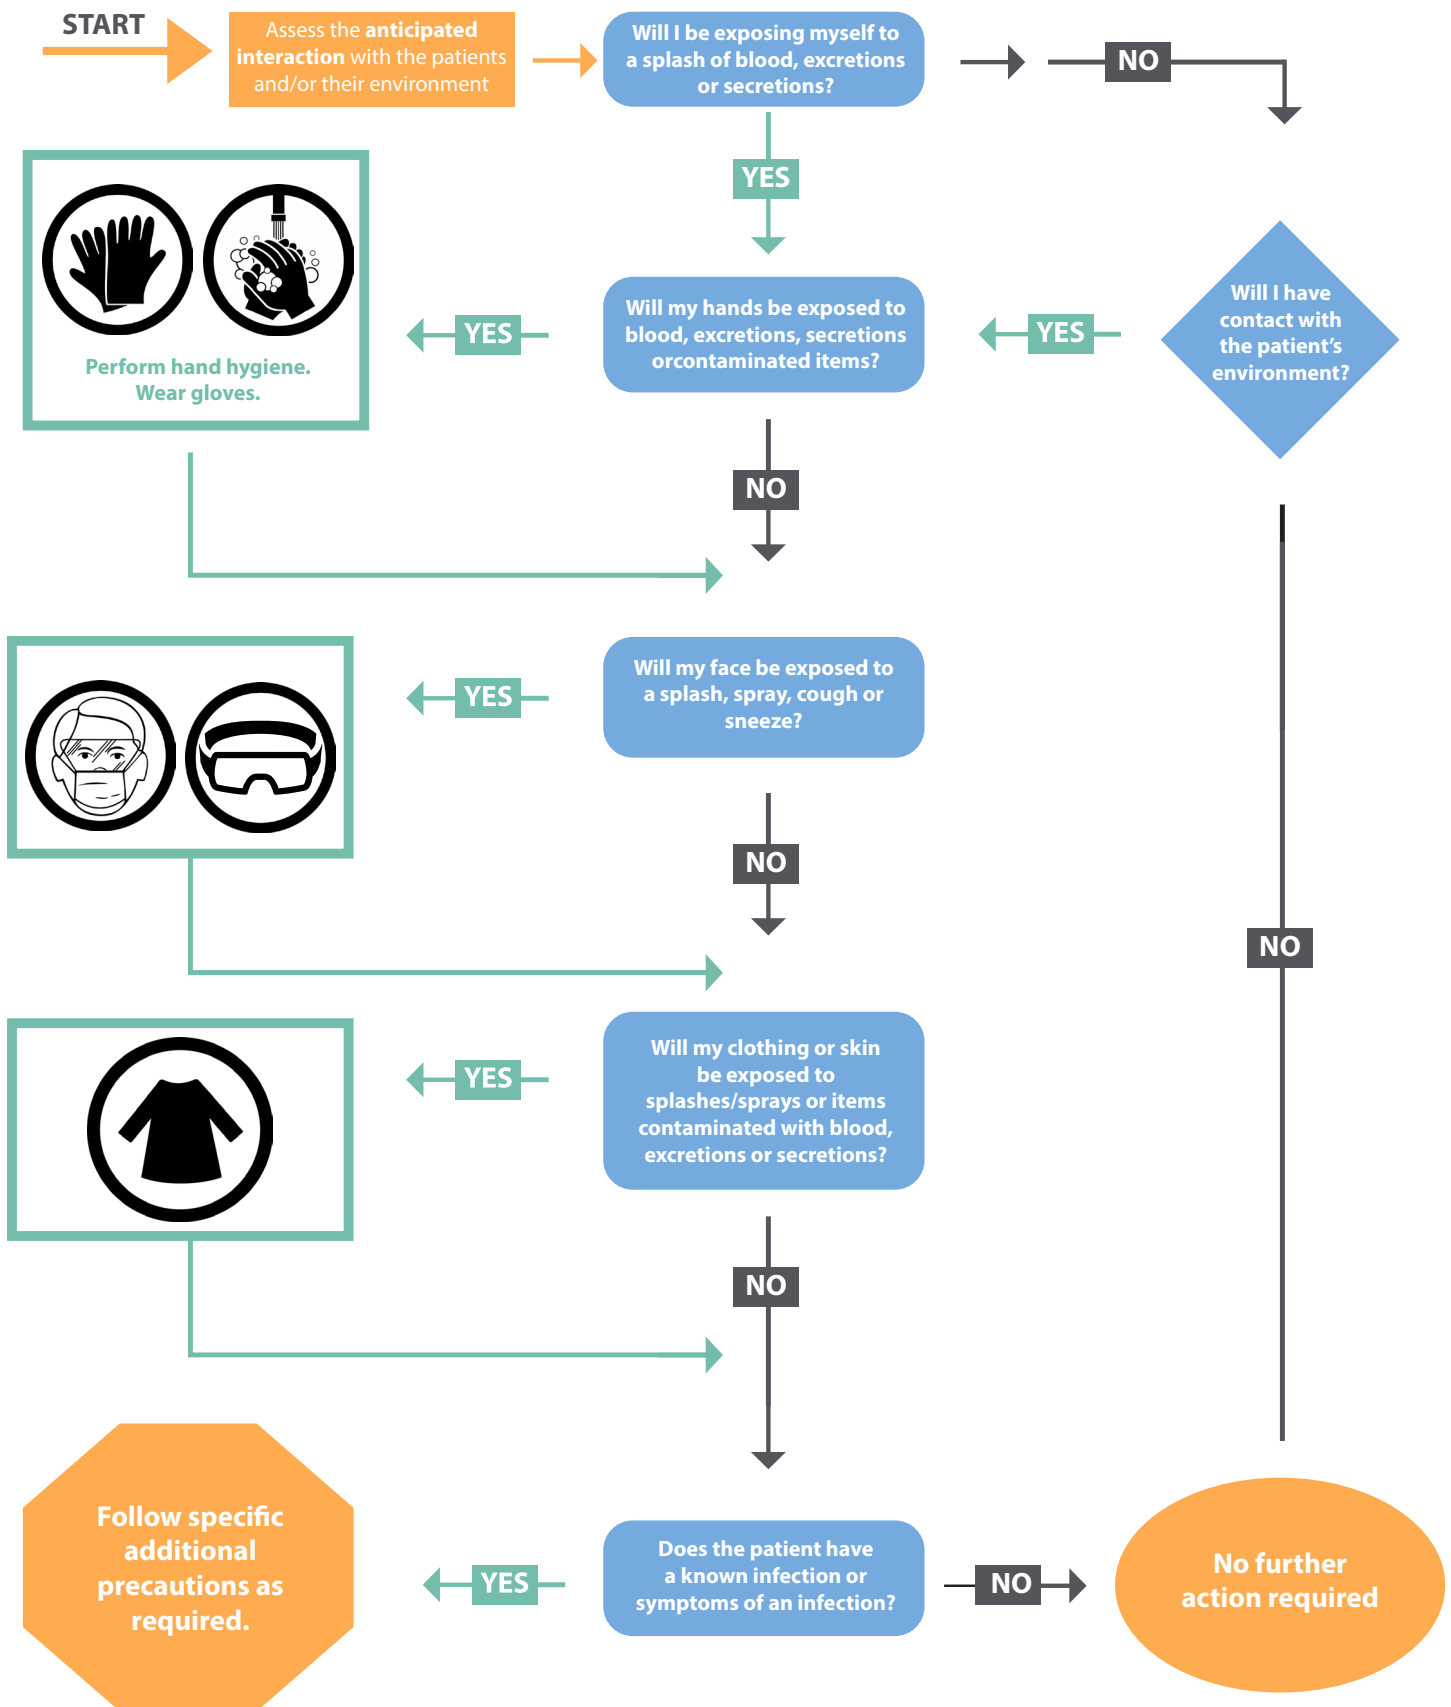 START
Assess the anticipated
interaction with the patients
and/or their environment
Will I be exposing myself to
a splash of blood, excretions
or secretions?
NO
YES
Perform hand hygiene.
Wear gloves.
YES
Will my hands be exposed to
blood, excretions, secretions
orcontaminated items?
YES
Will I have
contact with
the patient’s
environment?
NO
YES
Will my face be exposed to
a splash, spray, cough or
sneeze?
NO
NO
YES
Will my clothing or skin
be exposed to
splashes/sprays or items
contaminated with blood,
excretions or secretions?
NO
Follow specific
additional
precautions as
required.
YES
Does the patient have
a known infection or
symptoms of an infection?
NO
No further
action required